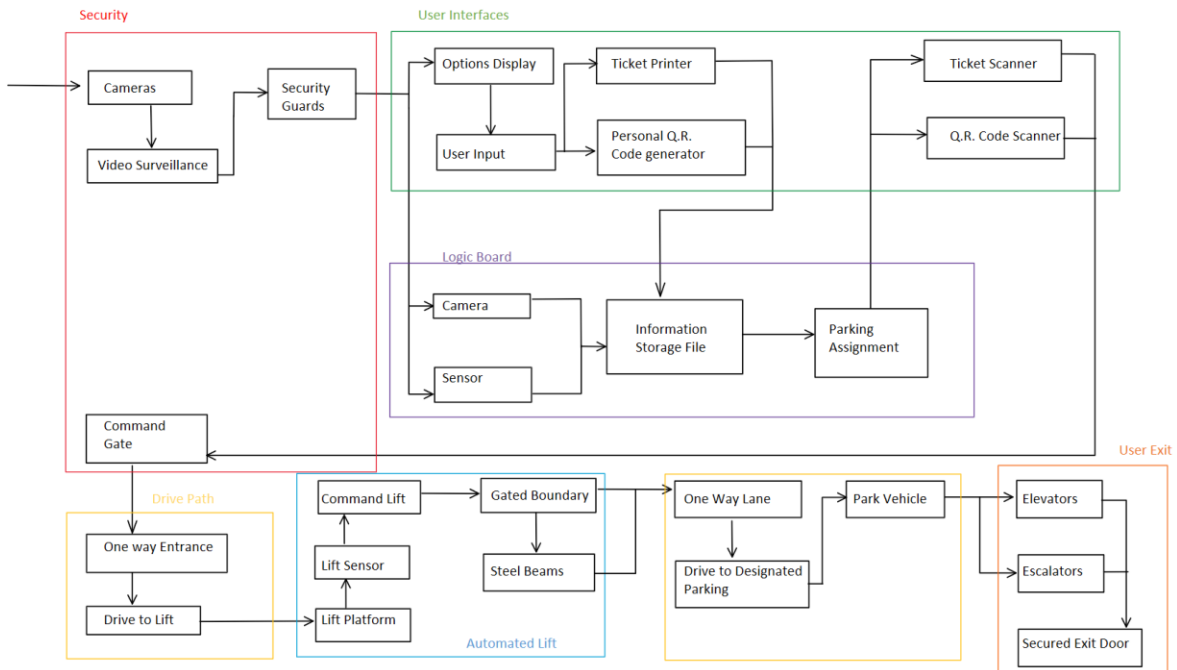 Security
User Interfaces
Cameras
Video Surveillance
Security
Guards
Options Display
User Input
Ticket Printer
Personal Q.R.
Code generator
Ticket Scanner
Q.R. Code Scanner
Logic Board
Camera
Sensor
Information
Storage File
Parking
Assignment
Command
Gate
Drive Path
One way Entrance
Drive to Lift
Command Lift
Lift Sensor
Lift Platform
Gated Boundary
Steel Beams
Automated Lift
One Way Lane
Drive to Designated
Parking
Park Vehicle
User Exit
Elevators
Escalators
Secured Exit Door